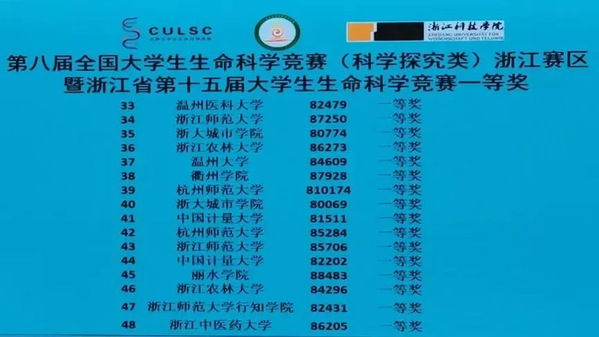 CULSC
浙江科技学院
ZHEJIANG UNIVERSITÄT FÜR
WISSENSCHAFT UND TECHNIK
第八届全国大学生生命科学竞赛（科学探究类）浙江赛区
暨浙江省第十五届大学生生命科学竞赛一等奖
33 温州医科大学 82479 一等奖
34 浙江师范大学 87250 一等奖
35 浙大城市学院 80774 一等奖
36 浙江农林大学 86273 一等奖
37 温州大学 84609 一等奖
38 衢州学院 87928 一等奖
39 杭州师范大学 810174 一等奖
40 浙大城市学院 80069 一等奖
41 中国计量大学 81511 一等奖
42 杭州师范大学 85284 一等奖
43 浙江师范大学 85706 一等奖
44 中国计量大学 82202 一等奖
45 丽水学院 88483 一等奖
46 浙江农林大学 84296 一等奖
47 浙江师范大学行知学院 82431 一等奖
48 浙江中医药大学 86205 一等奖